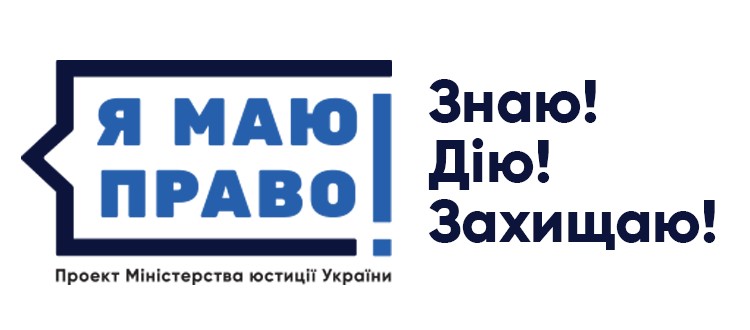 Я МАЮ
ПРАВО!
Проект Міністерства юстиції України
Знаю!
Дію!
Захищаю!